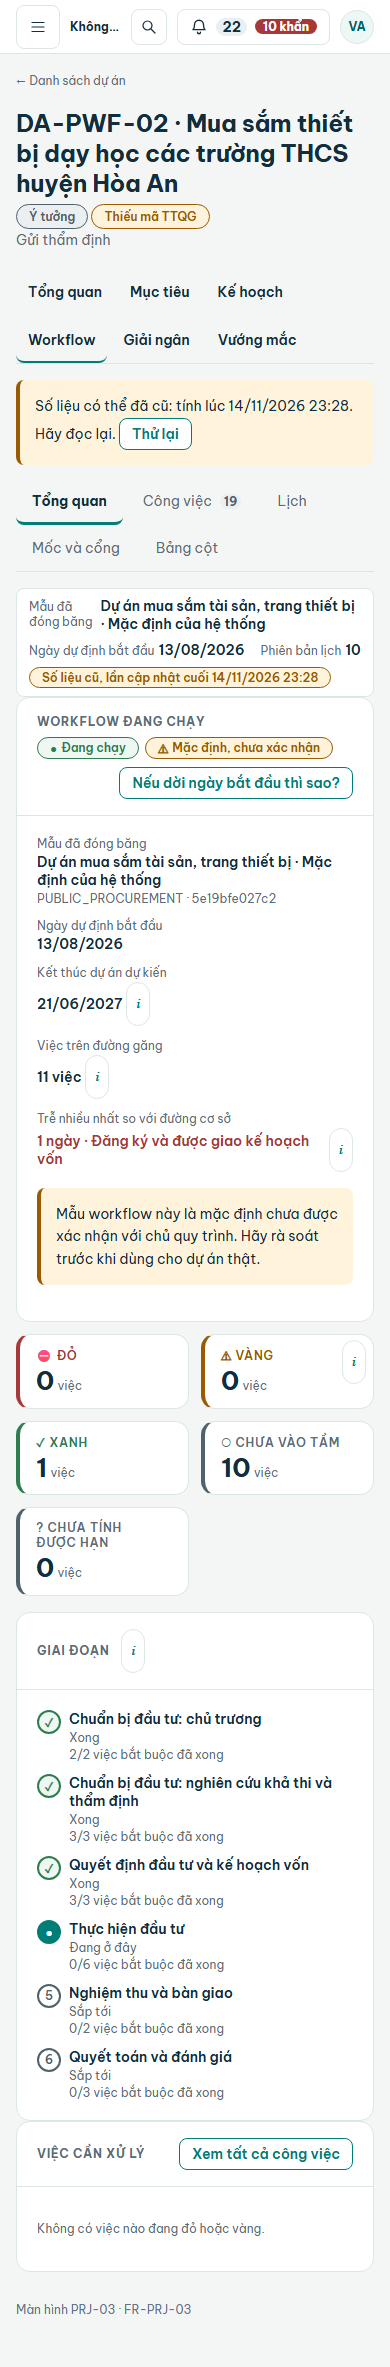 Không...
22
10 khẩn
VA
← Danh sách dự án
DA-PWF-02 · Mua sắm thiết
bị dạy học các trường THCS
huyện Hòa An
Ý tưởng
Thiếu mã TTQG
Gửi thẩm định
Tổng quan
Mục tiêu
Kế hoạch
Workflow
Giải ngân
Vướng mắc
Số liệu có thể đã cũ: tính lúc 14/11/2026 23:28.
Hãy đọc lại. Thử lại
Tổng quan
Công việc 19
Lịch
Mốc và cổng
Bảng cột
Mẫu đã
đóng băng
Dự án mua sắm tài sản, trang thiết bị
· Mặc định của hệ thống
Ngày dự định bắt đầu 13/08/2026
Phiên bản lịch 10
Số liệu cũ, lần cập nhật cuối 14/11/2026 23:28
WORKFLOW ĐANG CHẠY
● Đang chạy
⚠ Mặc định, chưa xác nhận
Nếu dời ngày bắt đầu thì sao?
Mẫu đã đóng băng
Dự án mua sắm tài sản, trang thiết bị · Mặc
định của hệ thống
PUBLIC_PROCUREMENT · 5e19bfe027c2
Ngày dự định bắt đầu
13/08/2026
Kết thúc dự án dự kiến
21/06/2027 i
Việc trên đường găng
11 việc i
Trễ nhiều nhất so với đường cơ sở
1 ngày · Đăng ký và được giao kế hoạch
vốn
i
Mẫu workflow này là mặc định chưa được
xác nhận với chủ quy trình. Hãy rà soát
trước khi dùng cho dự án thật.
⛔ ĐỎ
0 việc
⚠ VÀNG
i
0 việc
✓ XANH
1 việc
○ CHƯA VÀO TẦM
10 việc
? CHƯA TÍNH
ĐƯỢC HẠN
0 việc
GIAI ĐOẠN i
✓ Chuẩn bị đầu tư: chủ trương
Xong
2/2 việc bắt buộc đã xong
✓ Chuẩn bị đầu tư: nghiên cứu khả thi và
thẩm định
Xong
3/3 việc bắt buộc đã xong
✓ Quyết định đầu tư và kế hoạch vốn
Xong
3/3 việc bắt buộc đã xong
● Thực hiện đầu tư
Đang ở đây
0/6 việc bắt buộc đã xong
5 Nghiệm thu và bàn giao
Sắp tới
0/2 việc bắt buộc đã xong
6 Quyết toán và đánh giá
Sắp tới
0/3 việc bắt buộc đã xong
VIỆC CẦN XỬ LÝ
Xem tất cả công việc
Không có việc nào đang đỏ hoặc vàng.
Màn hình PRJ-03 · FR-PRJ-03